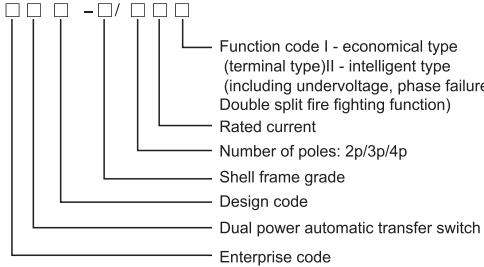 □ □ □ – □ / □ □ □
Function code I - economical type
(terminal type)II - intelligent type
(including undervoltage, phase failure
Double split fire fighting function)
Rated current
Number of poles: 2p/3p/4p
Shell frame grade
Design code
Dual power automatic transfer switch
Enterprise code